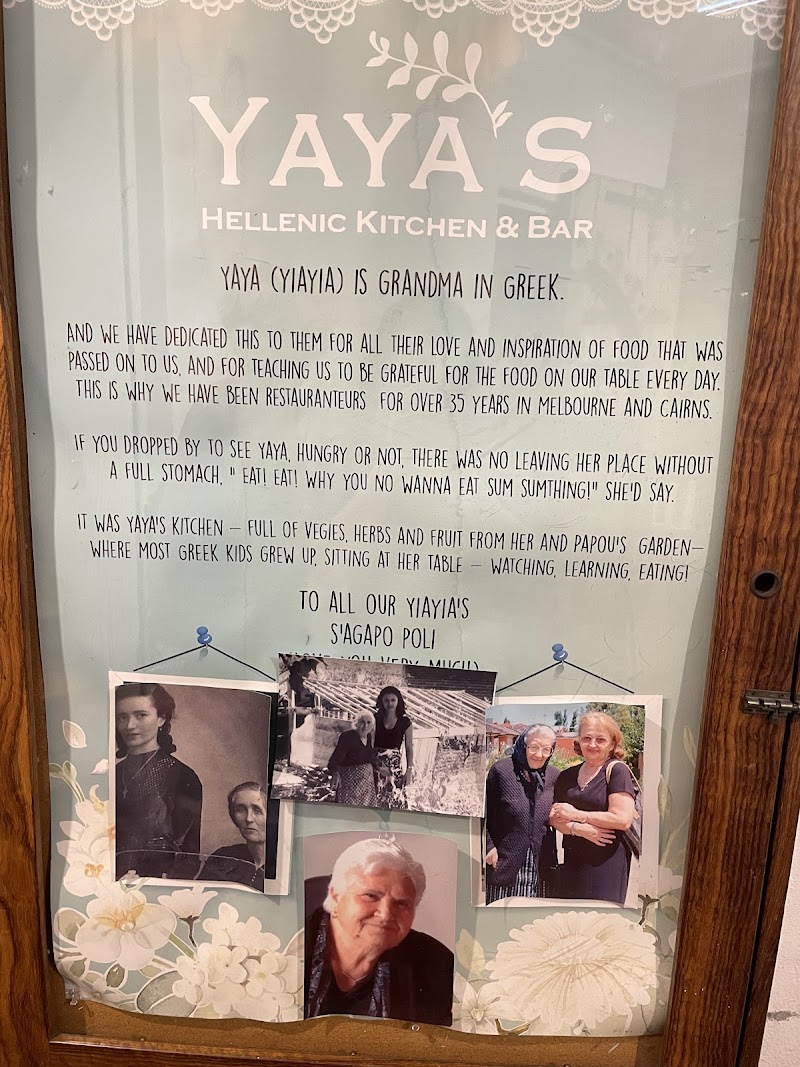 YAYA'S
HELLENIC KITCHEN & BAR
YAYA (YIAYIA) IS GRANDMA IN GREEK.
AND WE HAVE DEDICATED THIS TO THEM FOR ALL THEIR LOVE AND INSPIRATION OF FOOD THAT WAS
PASSED ON TO US, AND FOR TEACHING US TO BE GRATEFUL FOR THE FOOD ON OUR TABLE EVERY DAY.
THIS IS WHY WE HAVE BEEN RESTAURANTEURS FOR OVER 35 YEARS IN MELBOURNE AND CAIRNS.
IF YOU DROPPED BY TO SEE YAYA, HUNGRY OR NOT, THERE WAS NO LEAVING HER PLACE WITHOUT
A FULL STOMACH, " EAT! EAT! WHY YOU NO WANNA EAT SUM SUMTHING!" SHE'D SAY.
IT WAS YAYA'S KITCHEN – FULL OF VEGIES, HERBS AND FRUIT FROM HER AND PAPOU'S GARDEN–
WHERE MOST GREEK KIDS GREW UP, SITTING AT HER TABLE – WATCHING, LEARNING, EATING!
TO ALL OUR YIAYIA'S
S'AGAPO POLI
YOU VERY MUCH)